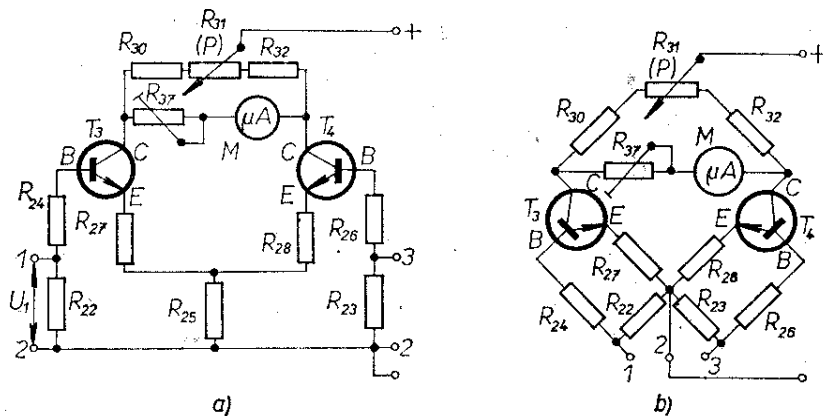 R31
(P)
R30
R32
+
R37
μA
M
T3
T4
B
C
C
B
E
E
R24
R27
R28
R26
1
3
U1
R22
R25
R23
2
2
a)
R31
(P)
+
R30
R32
R37
M
μA
C
C
T3
E
E
T4
B
B
R27
R28
R24
R22
R23
R26
1
2
3
b)